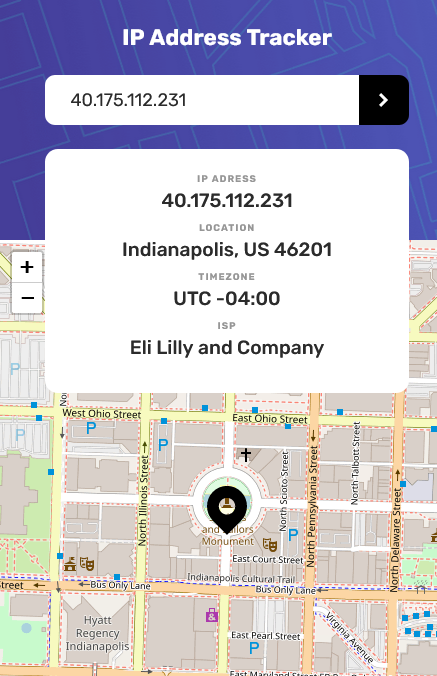 IP Address Tracker
40.175.112.231
IP ADRESS
40.175.112.231
LOCATION
Indianapolis, US 46201
TIMEZONE
UTC -04:00
ISP
Eli Lilly and Company
+
−
P
No
West Ohio Street
East Ohio Street
P
P
P
North Illinois Street
North Scioto Street
North Pennsylvania Street
North Talbott Street
North Delaware Street
Monument
P
East Court Street
Indianapolis Cultural Trail
Street
Bus Only Lane
Bus Only Lane
Hyatt
Regency
Indianapolis
East Pearl Street
P
Virginia Avenue
East Maryland Street